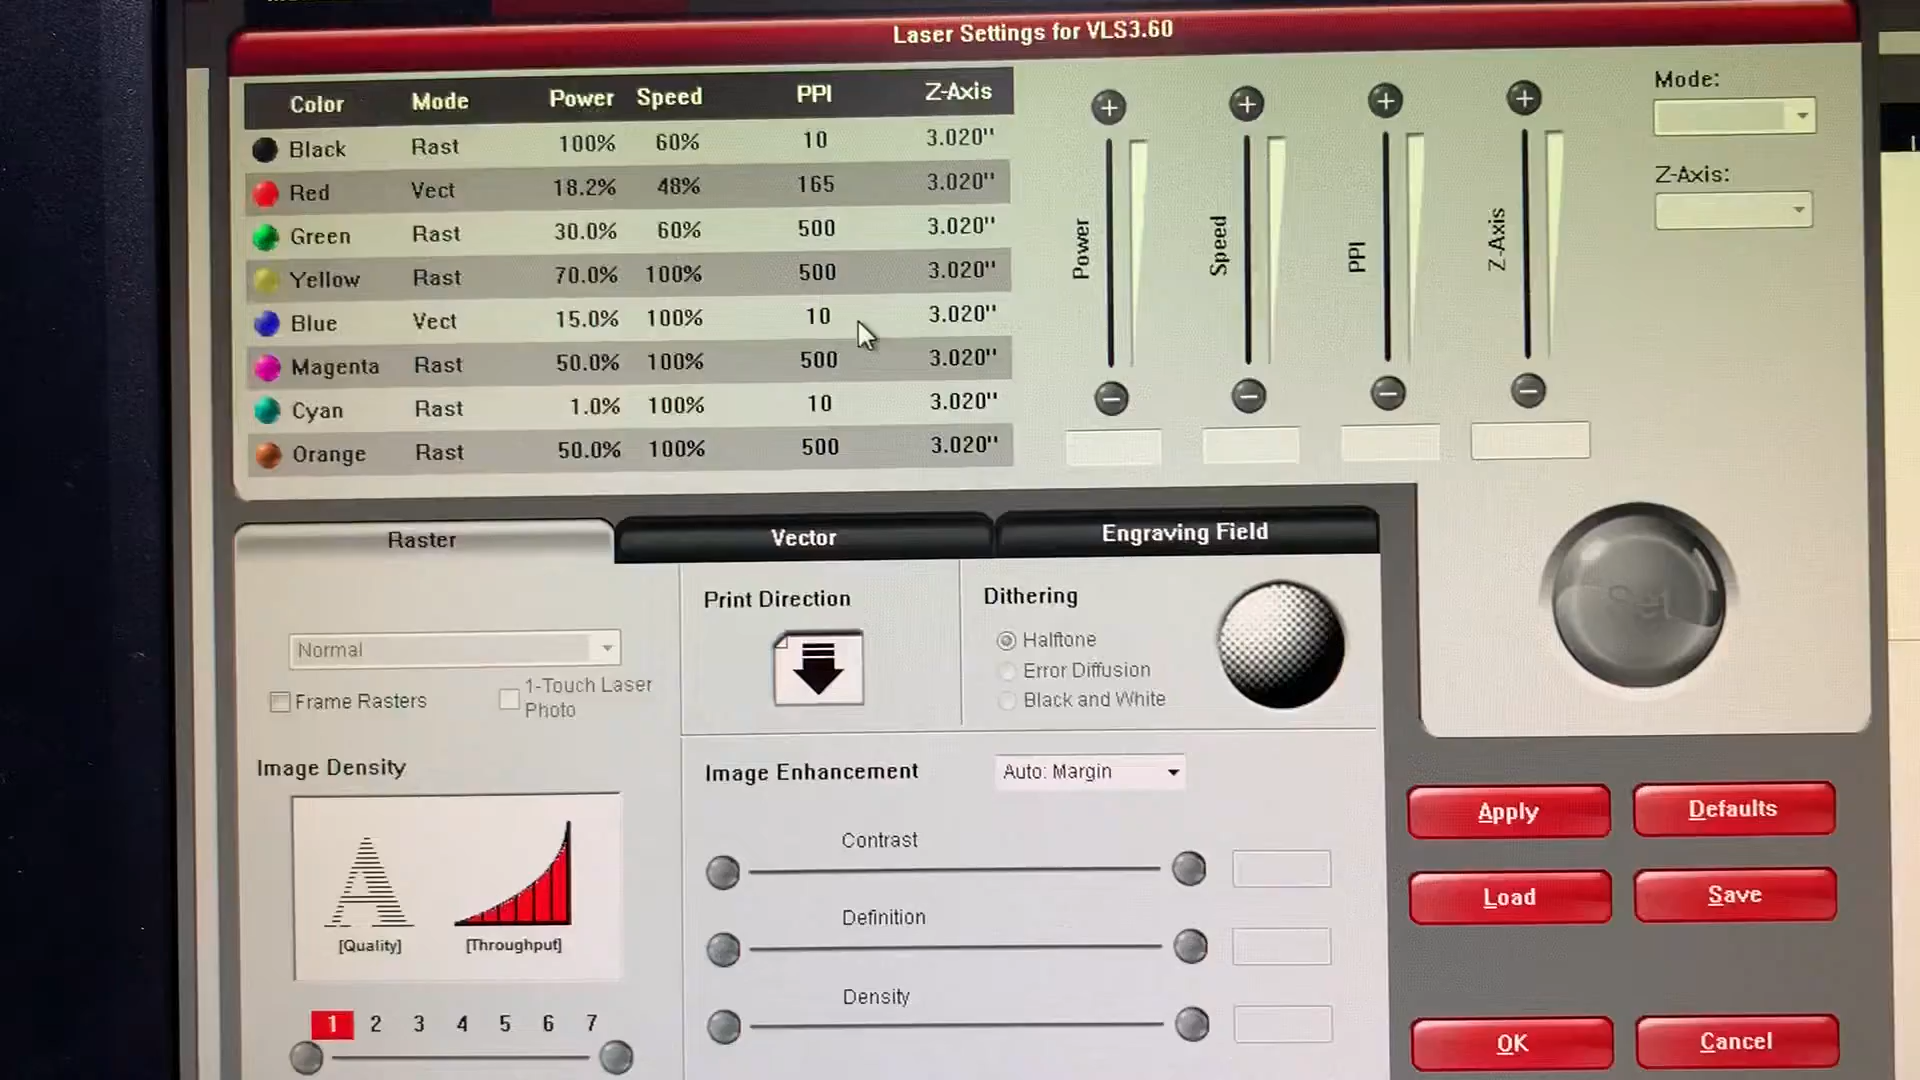 Laser Settings for VLS3.60
Color Mode Power Speed PPI Z-Axis
Black Rast 100% 60% 10 3.020"
Red Vect 18.2% 48% 165 3.020"
Green Rast 30.0% 60% 500 3.020"
Yellow Rast 70.0% 100% 500 3.020"
Blue Vect 15.0% 100% 10 3.020"
Magenta Rast 50.0% 100% 500 3.020"
Cyan Rast 1.0% 100% 10 3.020"
Orange Rast 50.0% 100% 500 3.020"
Power
Speed
PPI
Z-Axis
Mode:
Z-Axis:
Raster Vector Engraving Field
Normal
Frame Rasters
1-Touch Laser
Photo
Print Direction
Dithering
Halftone
Error Diffusion
Black and White
Image Density
A
[Quality] [Throughput]
1 2 3 4 5 6 7
Image Enhancement Auto: Margin
Contrast
Definition
Density
Apply Defaults
Load Save
OK Cancel